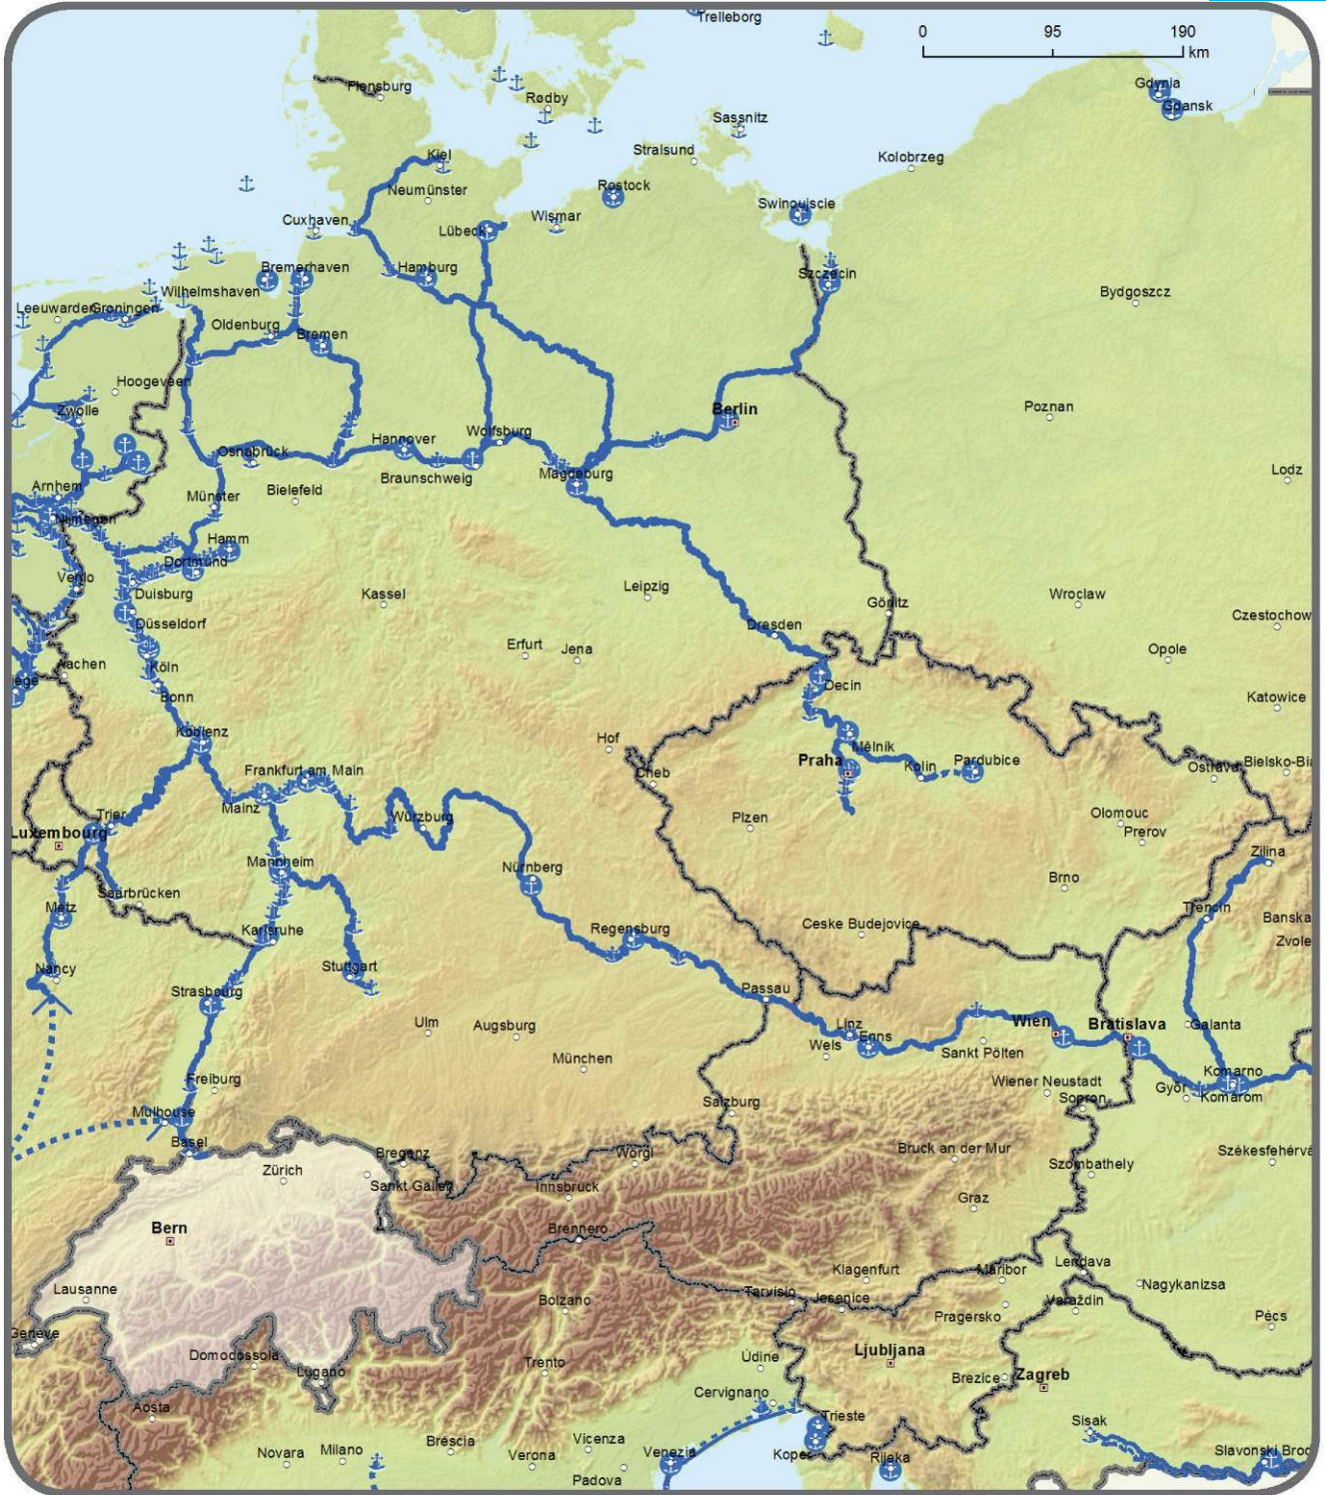 Trelleborg
0 95 190
km
Flensburg
Rødby
Gdynia
Gdansk
Sassnitz
Stralsund
Kolobrzeg
Kiel
Neumünster
Rostock
Swinoujscie
Cuxhaven
Lübeck
Wismar
Bremerhaven
Hamburg
Szczecin
Wilhelmshaven
Bydgoszcz
Leeuwarden
Groningen
Oldenburg
Bremen
Hoogeveen
Zwolle
Berlin
Poznan
Hannover
Wolfsburg
Osnabrück
Braunschweig
Magdeburg
Lodz
Arnhem
Münster
Bielefeld
Nijmegen
Hamm
Dortmund
Venlo
Duisburg
Kassel
Leipzig
Görlitz
Wroclaw
Düsseldorf
Dresden
Czestochow
Erfurt
Jena
Opole
Aachen
Köln
ege
Decin
Bonn
Katowice
Koblenz
Hof
Mělník
Praha
Kolin
Pardubice
Frankfurt am Main
Cheb
Ostrava
Bielsko-Bia
Mainz
Trier
Würzburg
Plzen
Olomouc
Prerov
Luxembourg
Mannheim
Nürnberg
Zilina
Saarbrücken
Brno
Metz
Trencin
Banska
Karlsruhe
Regensburg
Ceske Budejovice
Zvole
Nancy
Stuttgart
Passau
Strasbourg
Ulm
Augsburg
Linz
Enns
Wien
Bratislava
Galanta
Wels
Sankt Pölten
München
Freiburg
Wiener Neustadt
Komarno
Győr
Komárom
Sopron
Mulhouse
Salzburg
Basel
Bregenz
Wörgl
Bruck an der Mur
Székesfehérvá
Zürich
Sankt Gallen
Innsbruck
Szombathely
Graz
Bern
Brennero
Klagenfurt
Maribor
Lendava
Nagykanizsa
Lausanne
Bolzano
Tarvisio
Jesenice
Pragersko
Varaždin
Pécs
Genève
Domodossola
Lugano
Trento
Udine
Ljubljana
Brezice
Zagreb
Cervignano
Aosta
Trieste
Sisak
Novara
Milano
Brescia
Verona
Vicenza
Padova
Venezia
Koper
Rijeka
Slavonski Brod